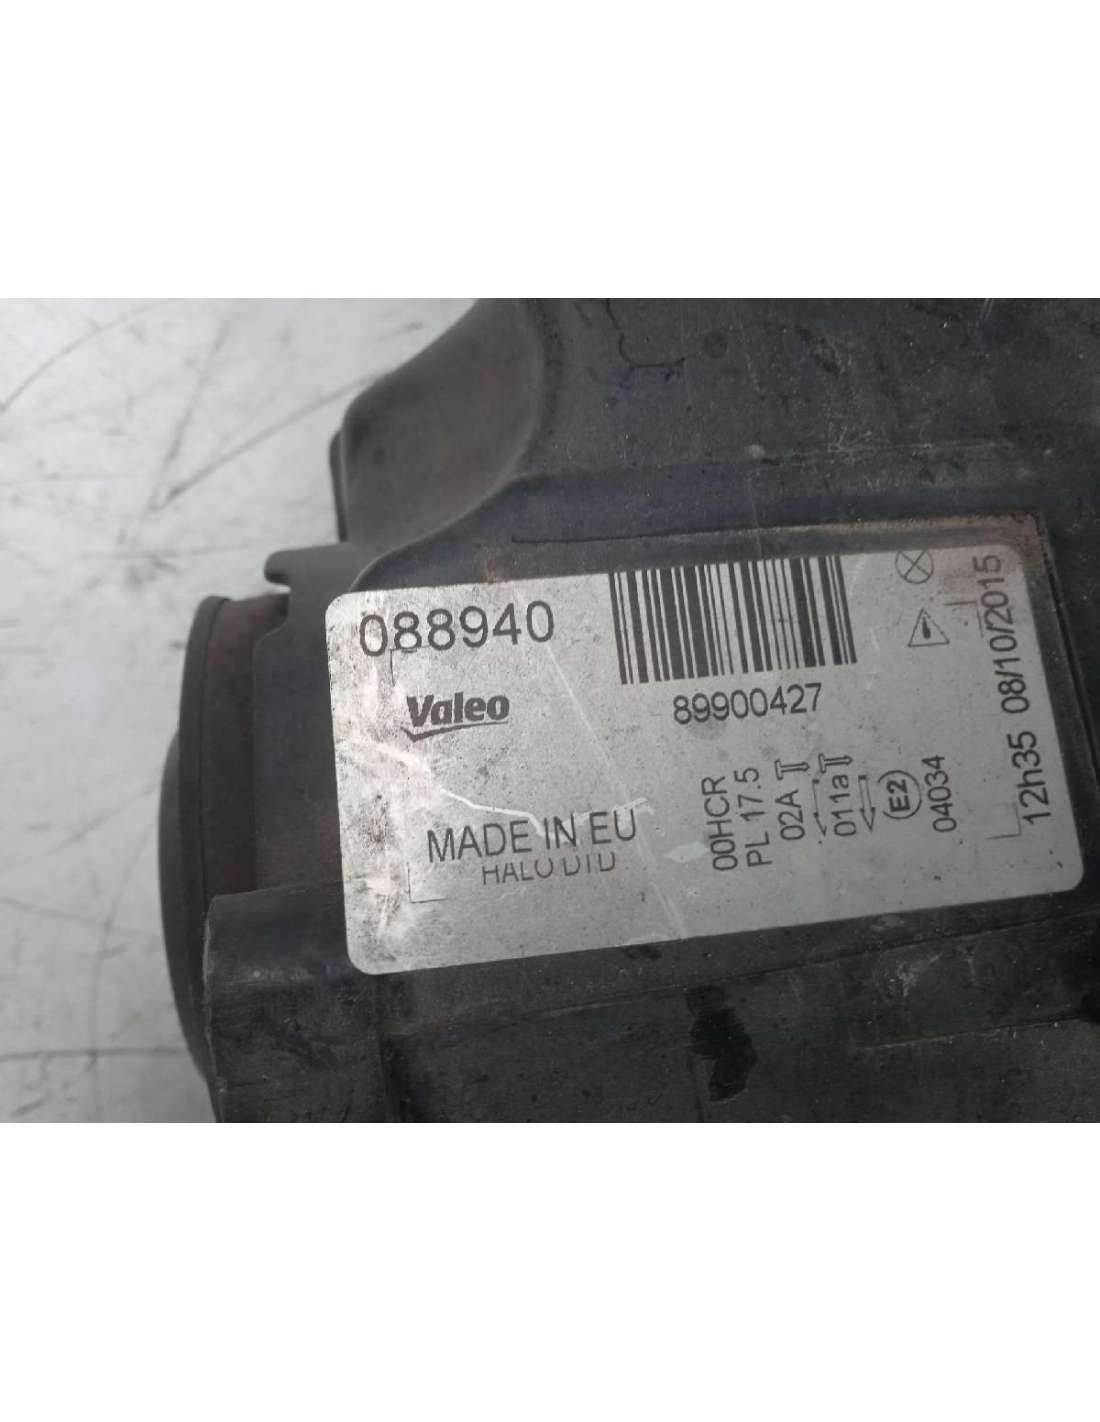 088940
89900427
Valeo
MADE IN EU
HALO DTD
00HCR
PL 17.5
02A
011a
E2
04034
12h35 08/10/2015